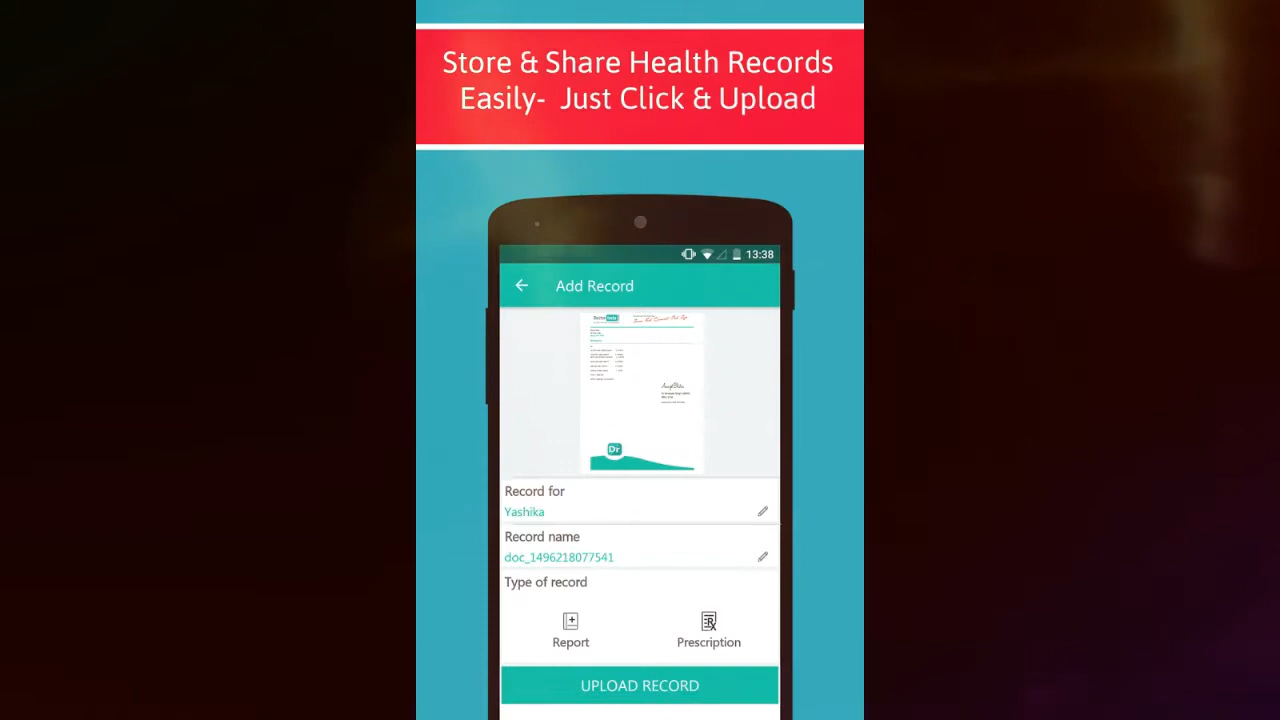 Store & Share Health Records
Easily- Just Click & Upload
13:38
Add Record
Dr
Record for
Yashika
Record name
doc_1496218077541
Type of record
Report
Prescription
UPLOAD RECORD